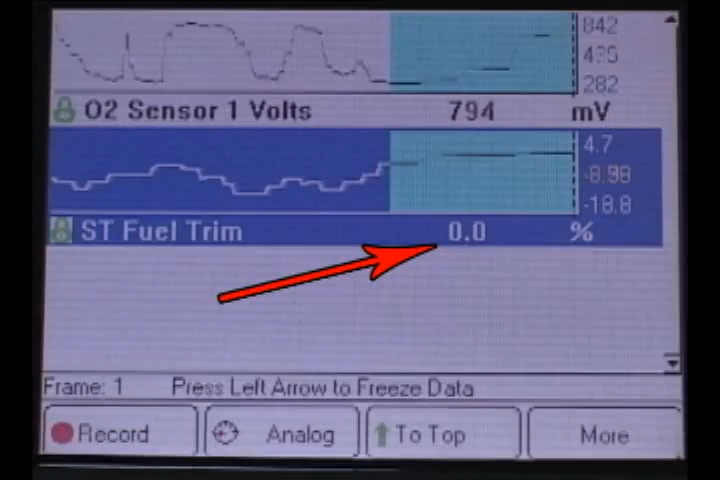 842
282
O2 Sensor 1 Volts 794 mV
4.7
-8.98
-18.8
ST Fuel Trim 0.0 %
Frame: 1 Press Left Arrow to Freeze Data
Record Analog To Top More